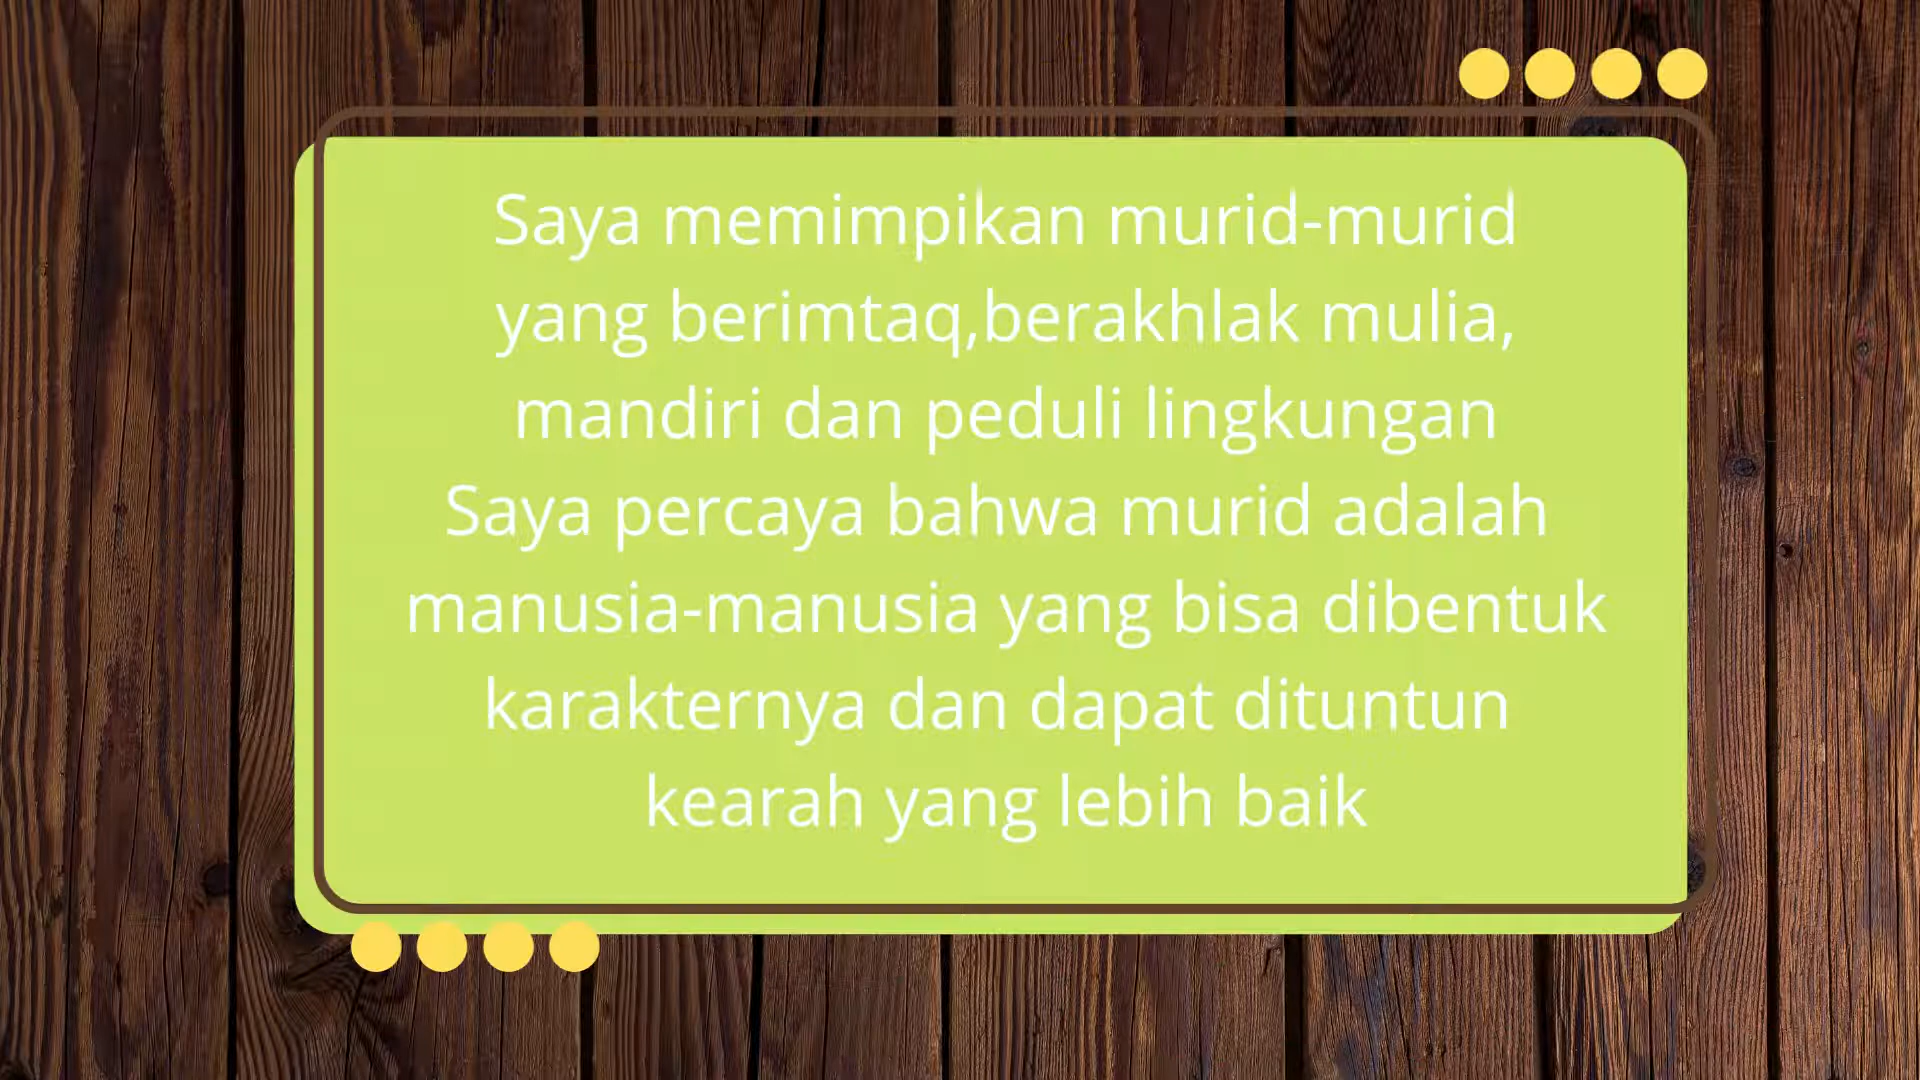 Saya memimpikan murid-murid
yang berimtaq,berakhlak mulia,
mandiri dan peduli lingkungan
Saya percaya bahwa murid adalah
manusia-manusia yang bisa dibentuk
karakternya dan dapat dituntun
kearah yang lebih baik